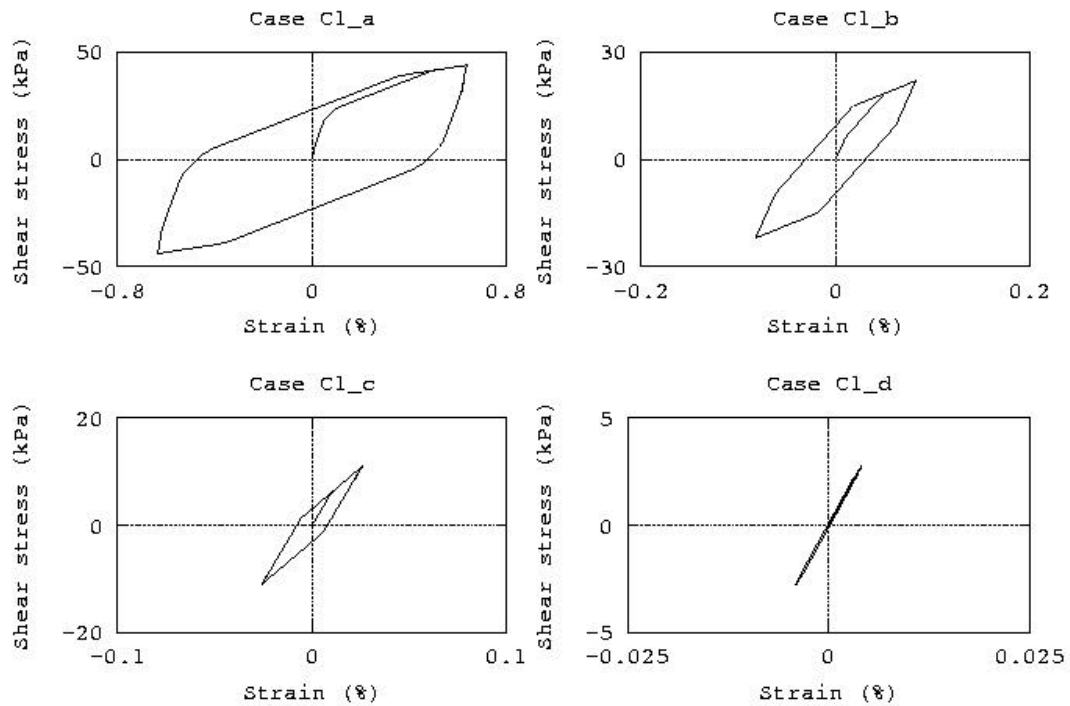 Case Cl_a
Shear stress (kPa)
50
0
−50
−0.8
0
0.8
Strain (%)
Case Cl_b
Shear stress (kPa)
30
0
−30
−0.2
0
0.2
Strain (%)
Case Cl_c
Shear stress (kPa)
20
0
−20
−0.1
0
0.1
Strain (%)
Case Cl_d
Shear stress (kPa)
5
0
−5
−0.025
0
0.025
Strain (%)